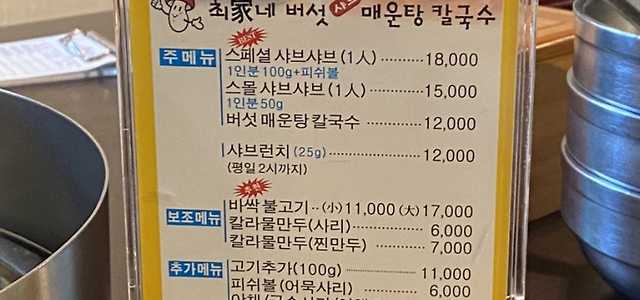 최家네 버섯 샤브 매운탕 칼국수
주메뉴 스페셜 샤브샤브 (1人) 18,000
1인분 100g+피쉬볼
스몰 샤브샤브 (1人) 15,000
1인분 50g
버섯 매운탕 칼국수 12,000
샤브런치 (25g) 12,000
(평일 2시까지)
보조메뉴 바싹불고기 (小)11,000 (大)17,000
칼라물만두(사리) 6,000
칼라물만두(찐만두) 7,000
추가메뉴 고기추가(100g) 11,000
피쉬볼(어묵사리) 6,000